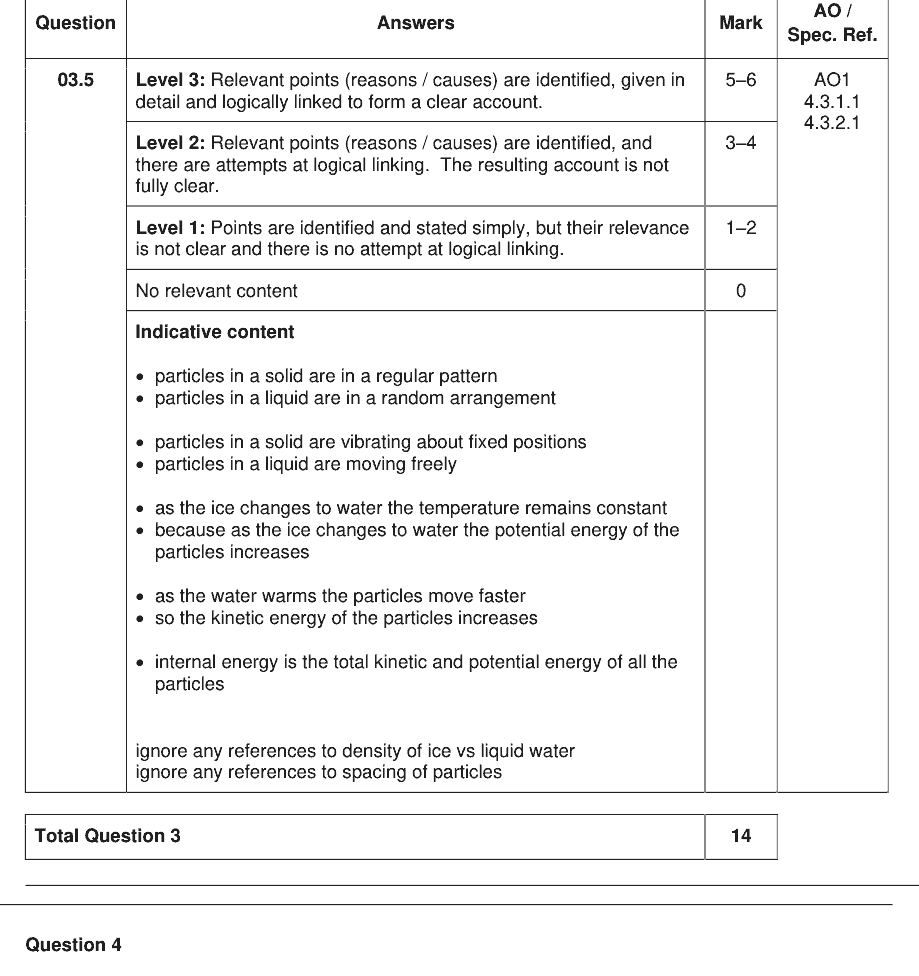 Question Answers Mark AO /
Spec. Ref.
03.5 Level 3: Relevant points (reasons / causes) are identified, given in 5–6 AO1
detail and logically linked to form a clear account. 4.3.1.1
4.3.2.1
Level 2: Relevant points (reasons / causes) are identified, and 3–4
there are attempts at logical linking. The resulting account is not
fully clear.
Level 1: Points are identified and stated simply, but their relevance 1–2
is not clear and there is no attempt at logical linking.
No relevant content 0
Indicative content
• particles in a solid are in a regular pattern
• particles in a liquid are in a random arrangement
• particles in a solid are vibrating about fixed positions
• particles in a liquid are moving freely
• as the ice changes to water the temperature remains constant
• because as the ice changes to water the potential energy of the
particles increases
• as the water warms the particles move faster
• so the kinetic energy of the particles increases
• internal energy is the total kinetic and potential energy of all the
particles
ignore any references to density of ice vs liquid water
ignore any references to spacing of particles
Total Question 3 14
Question 4